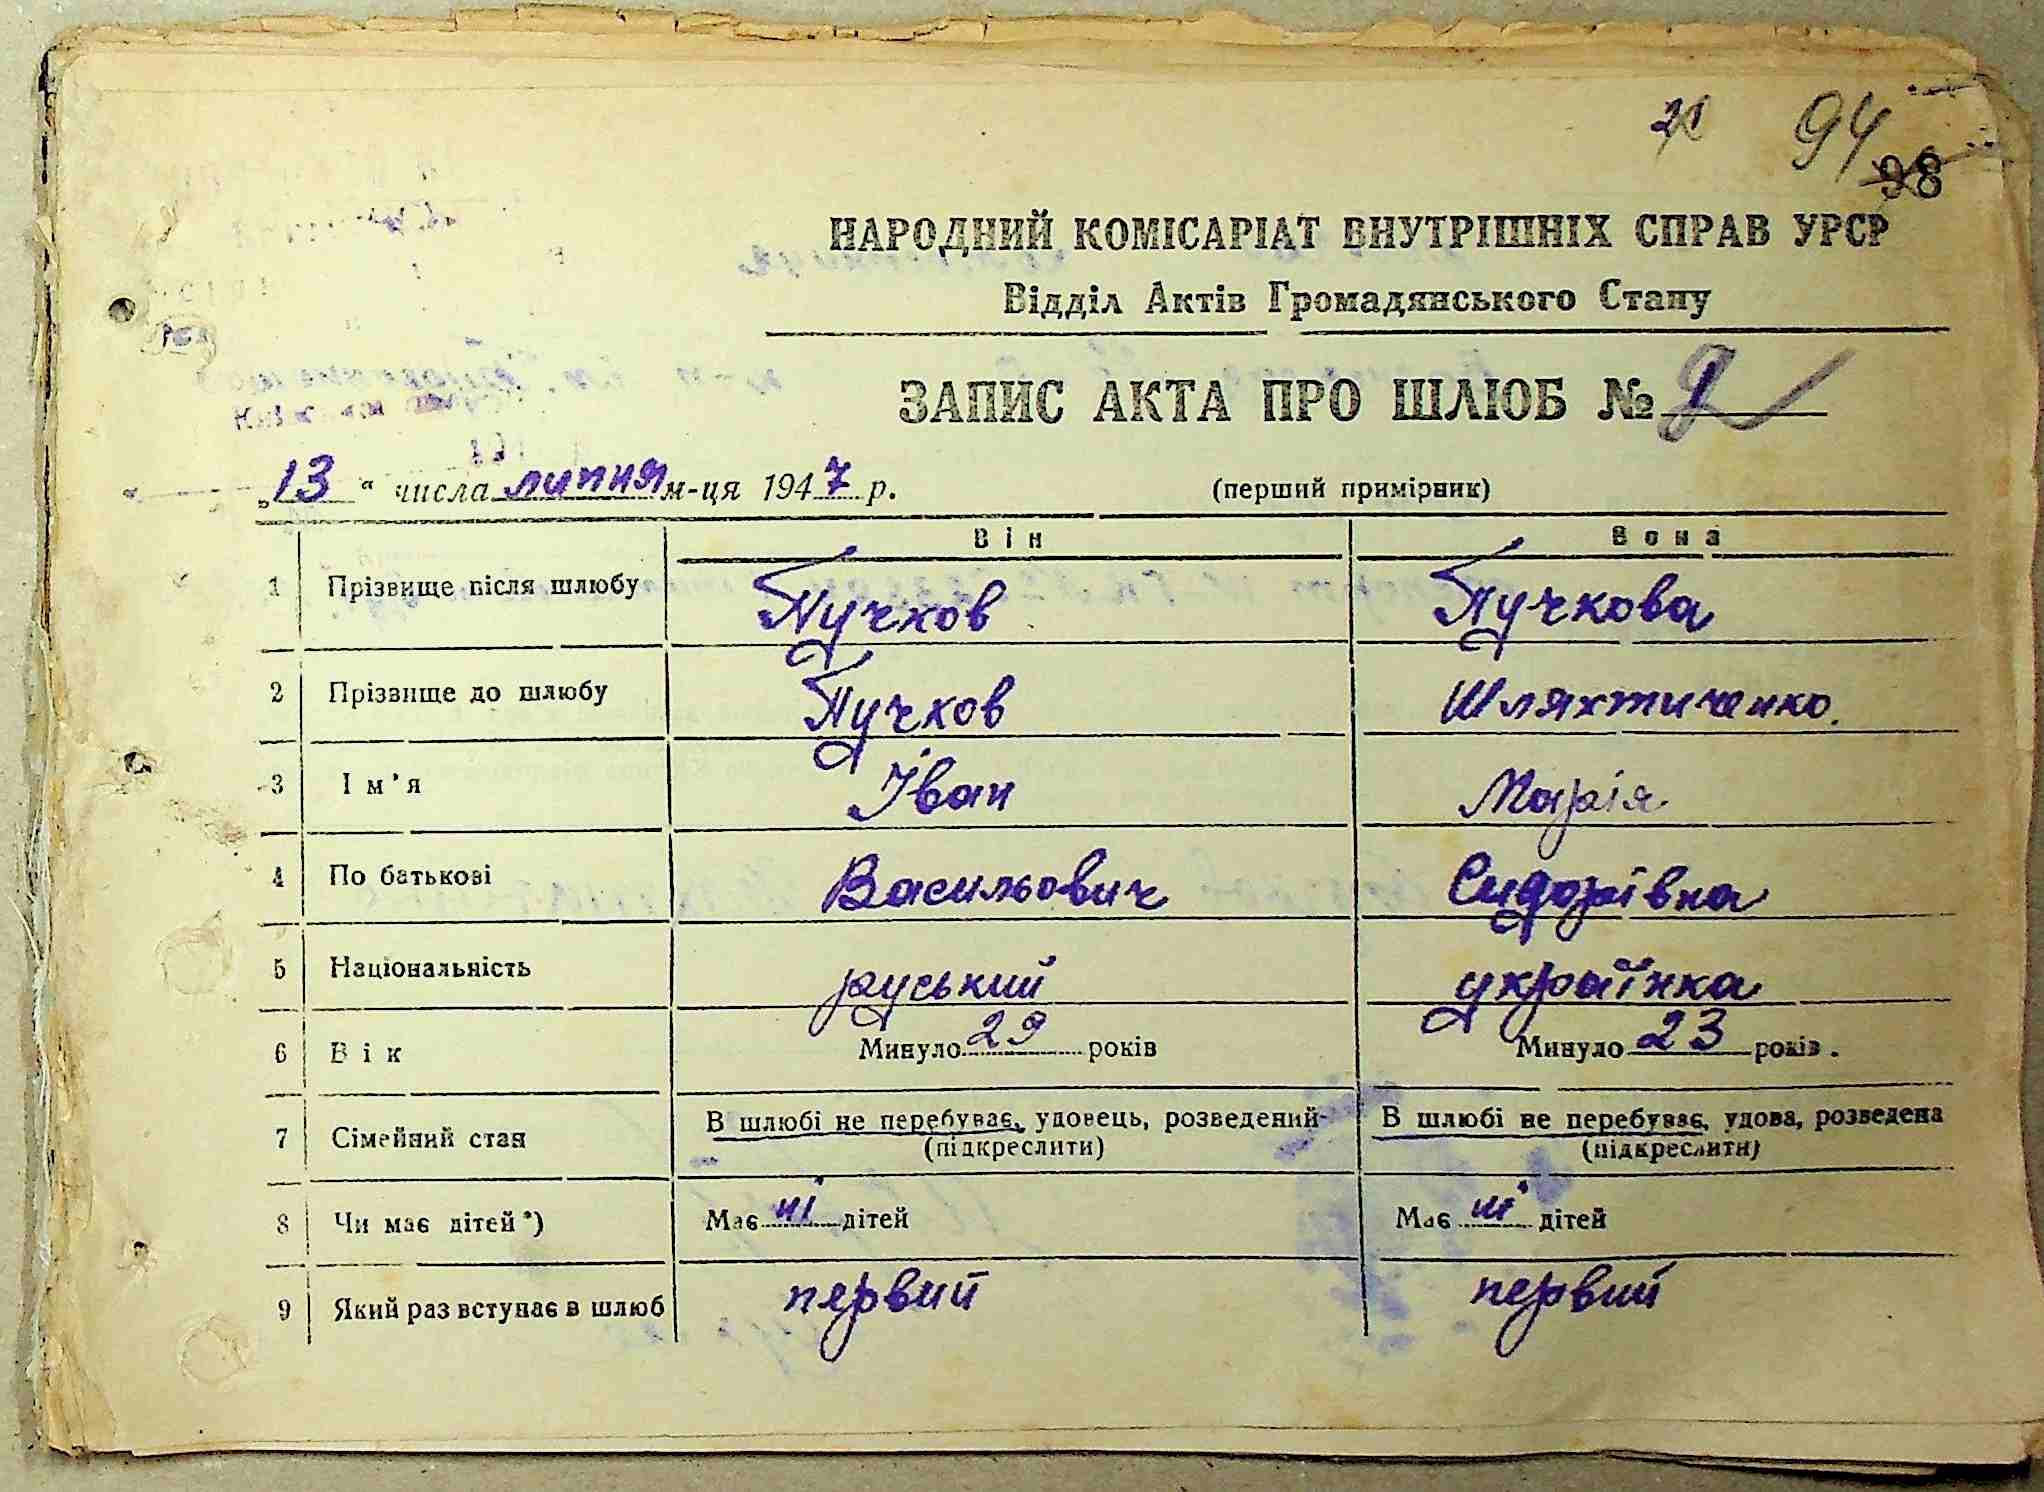 94
98
НАРОДНИЙ КОМІСАРІАТ ВНУТРІШНІХ СПРАВ УРСР
Відділ Актів Громадянського Стану
ЗАПИС АКТА ПРО ШЛЮБ №
„13“ числа липня м-ця 1947 р. (перший примірник)
Він Вона
1 Прізвище після шлюбу Пучков Пучкова
2 Прізвище до шлюбу Пучков Шляхтиченко.
3 Ім'я Іван Марія
4 По батькові Васильович Сидорівна
5 Національність руський українка
6 Вік Минуло 29 років Минуло 23 років.
7 Сімейний стан В шлюбі не перебуває, удовець, розведений В шлюбі не перебуває, удова, розведена
(підкреслити) (підкреслити)
8 Чи має дітей*) Має ні дітей Має ні дітей
9 Який раз вступає в шлюб первий первий